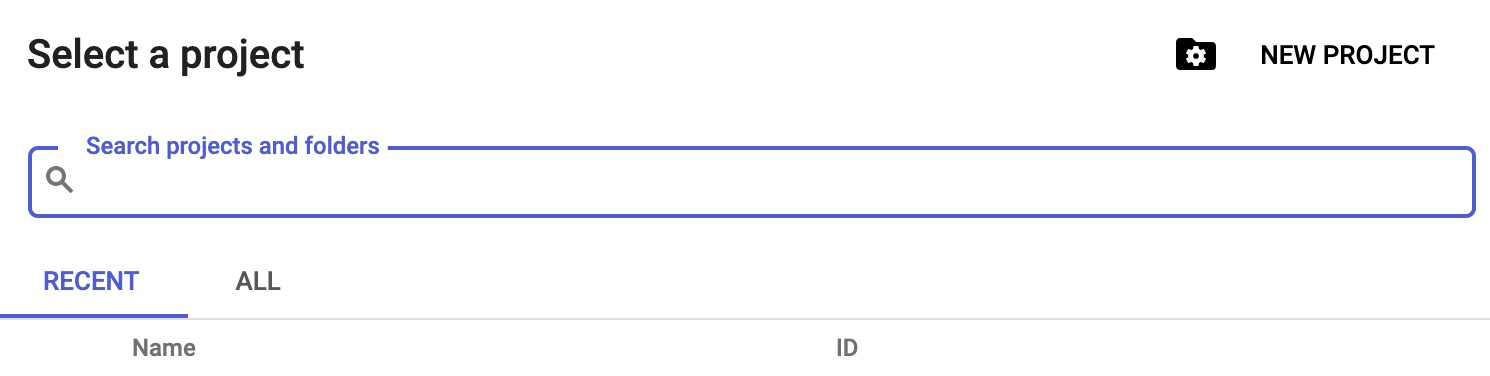 Select a project
NEW PROJECT
Search projects and folders
RECENT ALL
Name ID